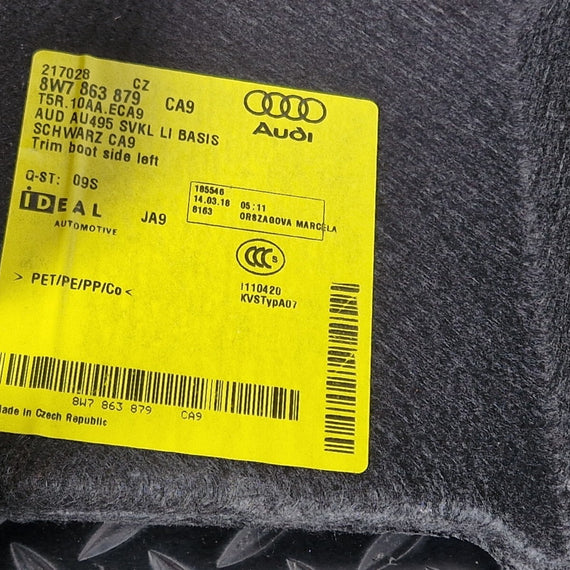 217028 CZ
8W7 863 879 CA9
T5R.10AA.ECA9
AUD AU495 SVKL LI BASIS
SCHWARZ CA9
Trim boot side left
Audi
Q-ST: 09S
IDEAL
AUTOMOTIVE
JA9
185546
14.03.18 05:11
8163 ORSZAGOVA MARCELA
CCC S
I110420
KVSTypA07
> PET/PE/PP/Co <
8W7 863 879 CA9
Made in Czech Republic